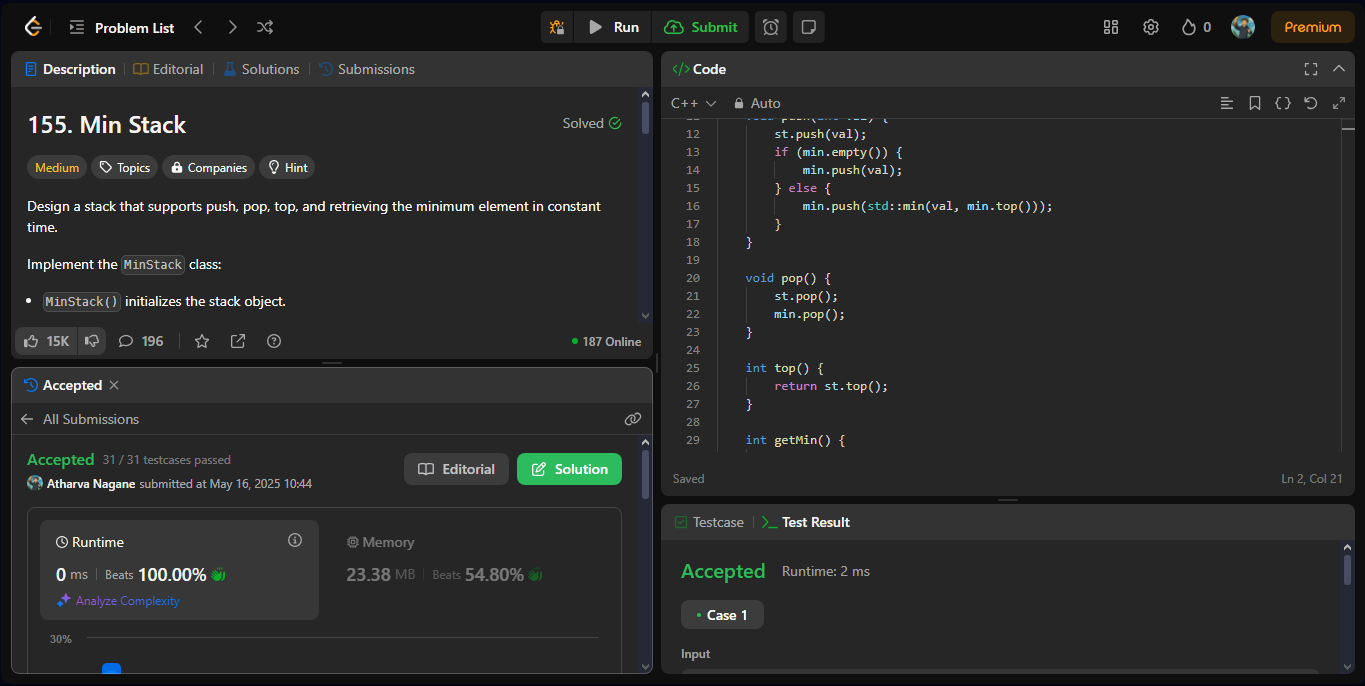 Problem List
Run
Submit
0
Premium
Description
Editorial
Solutions
Submissions
155. Min Stack
Solved
Medium
Topics
Companies
Hint
Design a stack that supports push, pop, top, and retrieving the minimum element in constant
time.
Implement the MinStack class:
• MinStack() initializes the stack object.
15K
196
187 Online
Accepted
All Submissions
Accepted 31 / 31 testcases passed
Atharva Nagane submitted at May 16, 2025 10:44
Editorial
Solution
Runtime
0 ms | Beats 100.00%
Analyze Complexity
Memory
23.38 MB | Beats 54.80%
30%
</> Code
C++
Auto
12 st.push(val);
13 if (min.empty()) {
14 min.push(val);
15 } else {
16 min.push(std::min(val, min.top()));
17 }
18 }
19
20 void pop() {
21 st.pop();
22 min.pop();
23 }
24
25 int top() {
26 return st.top();
27 }
28
29 int getMin() {
Saved
Ln 2, Col 21
Testcase
Test Result
Accepted
Runtime: 2 ms
• Case 1
Input